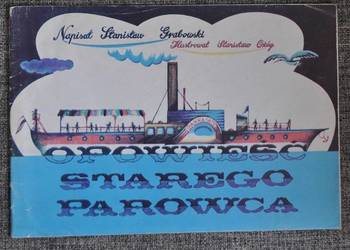 Napisał Stanisław Grabowski
Ilustrował Stanisław Ożóg
OPOWIEŚĆ
STAREGO
PAROWCA